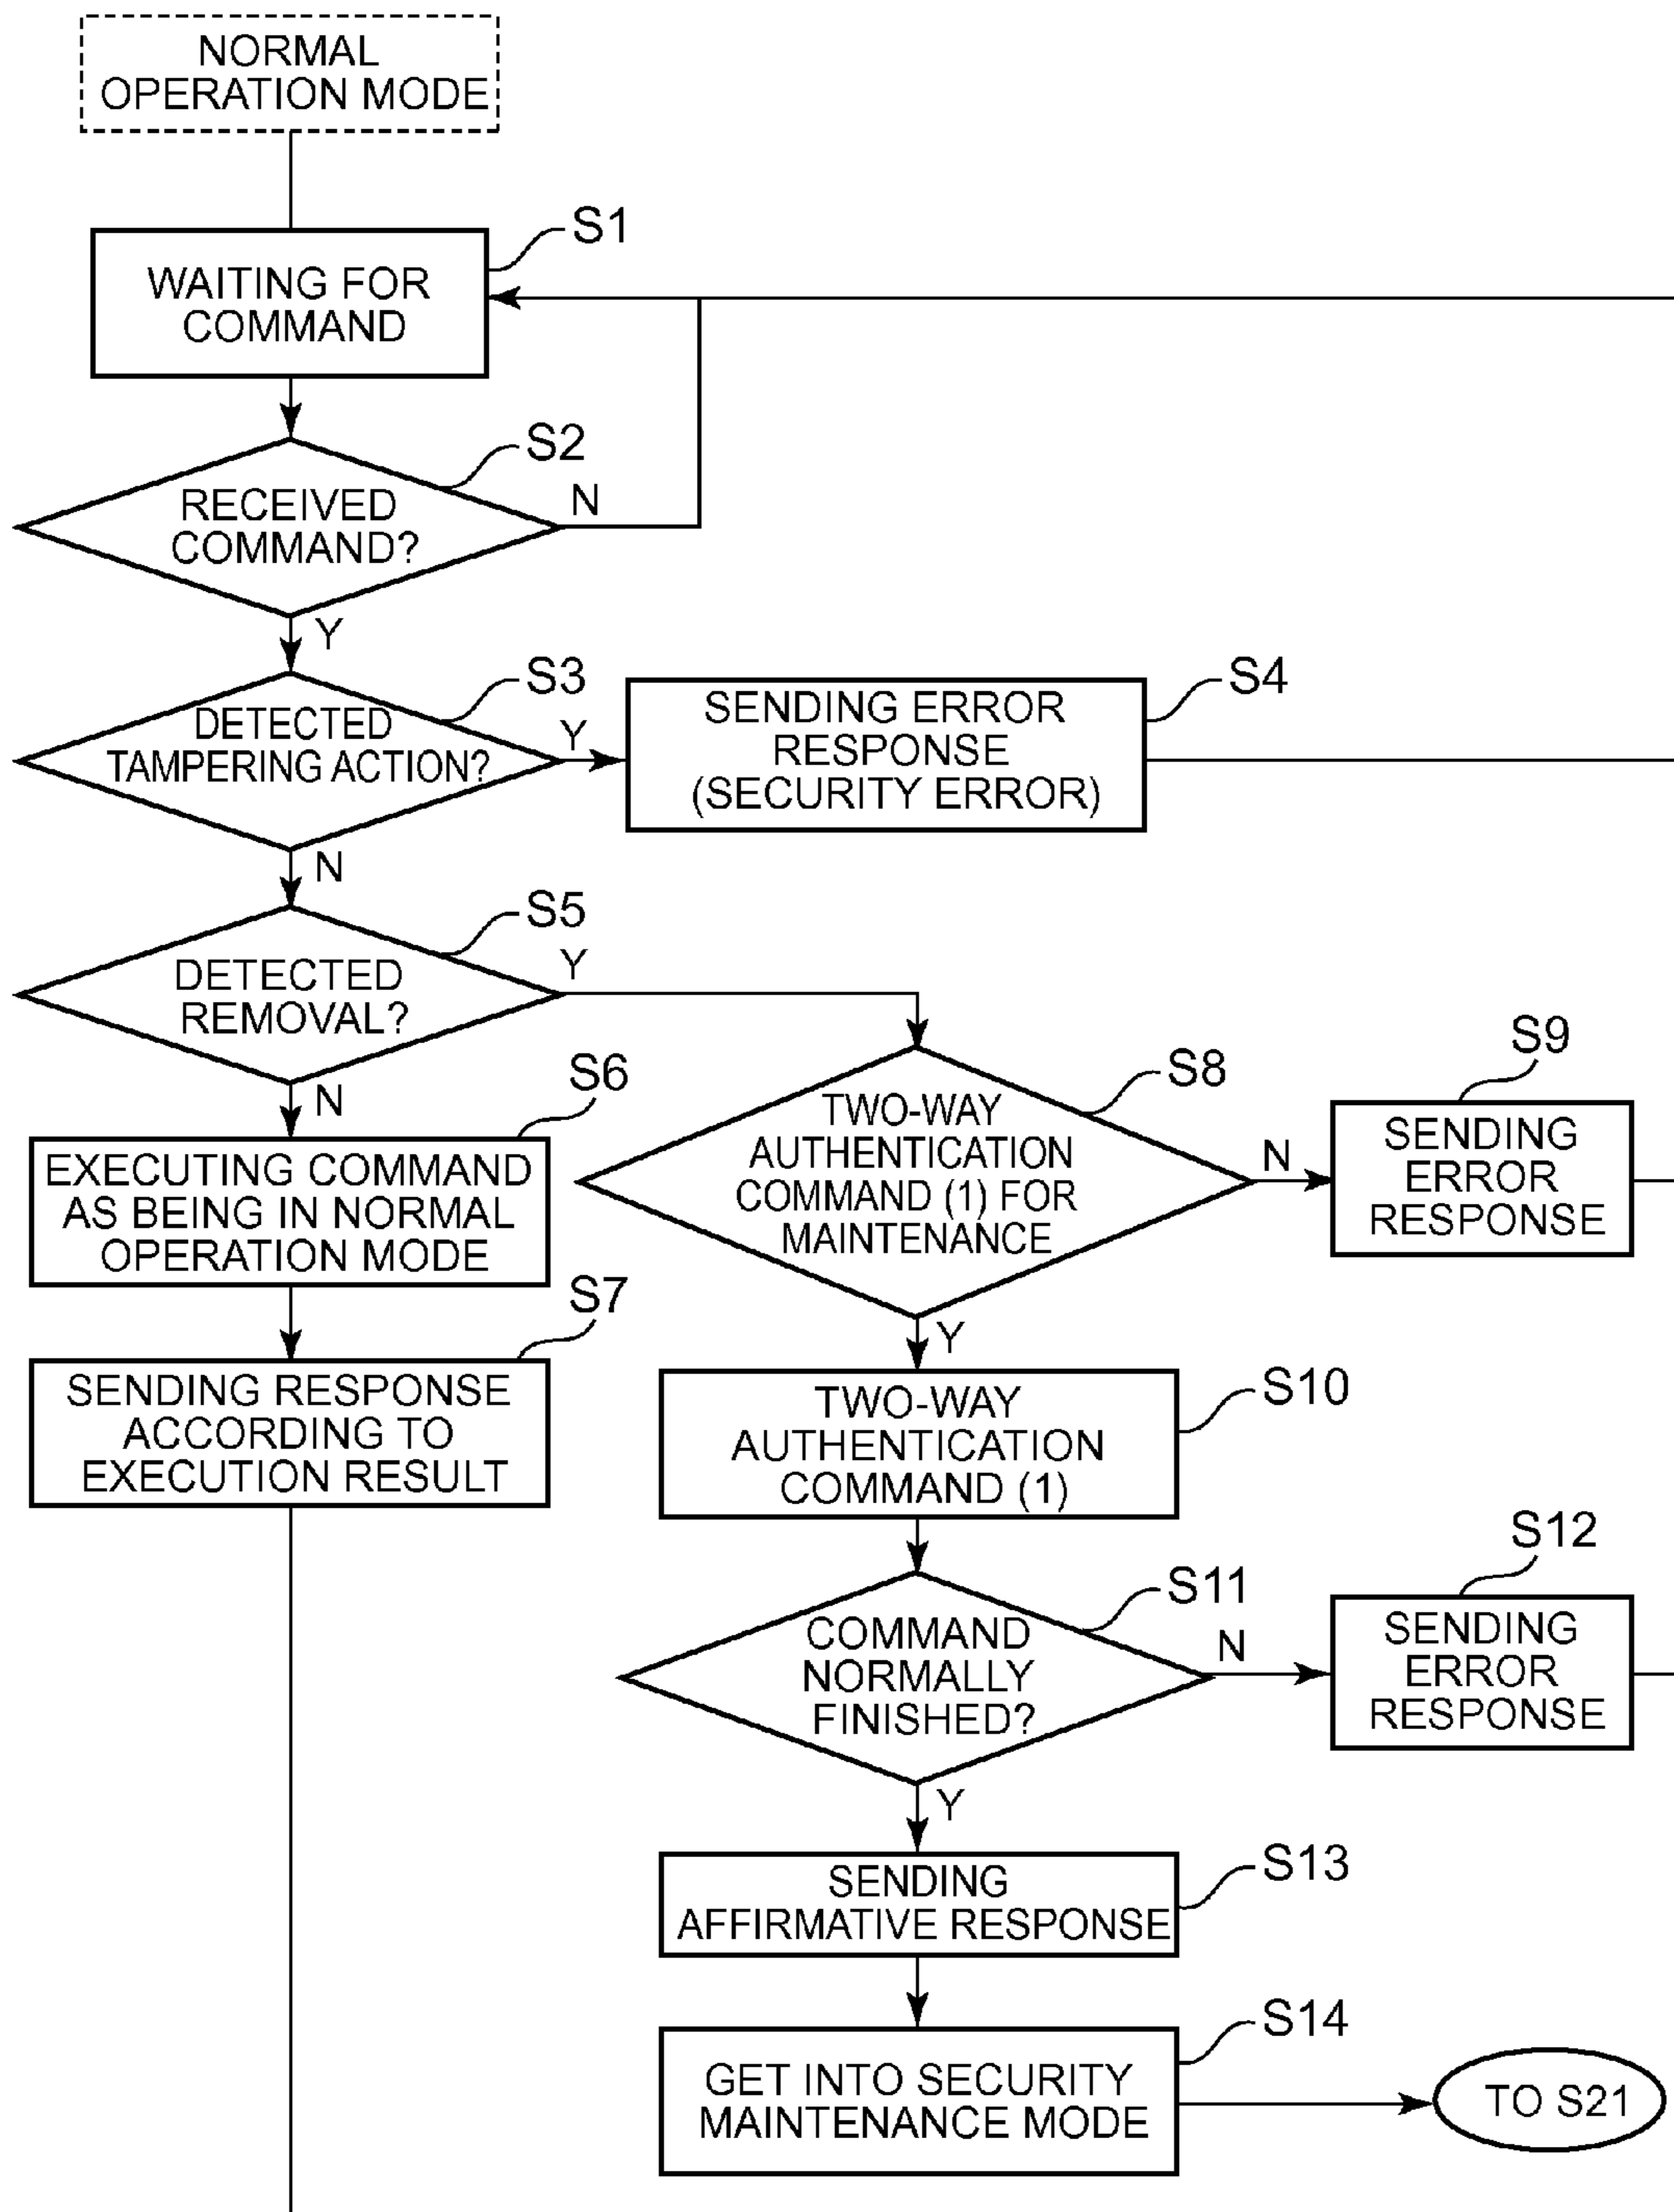 NORMAL
OPERATION MODE
S1
WAITING FOR
COMMAND
S2
RECEIVED
COMMAND?
N
Y
S3
DETECTED
TAMPERING ACTION?
Y
S4
SENDING ERROR
RESPONSE
(SECURITY ERROR)
N
S5
DETECTED
REMOVAL?
Y
N
S6
EXECUTING COMMAND
AS BEING IN NORMAL
OPERATION MODE
S7
SENDING RESPONSE
ACCORDING TO
EXECUTION RESULT
S8
TWO-WAY
AUTHENTICATION
COMMAND (1) FOR
MAINTENANCE
N
S9
SENDING
ERROR
RESPONSE
Y
S10
TWO-WAY
AUTHENTICATION
COMMAND (1)
S11
COMMAND
NORMALLY
FINISHED?
N
S12
SENDING
ERROR
RESPONSE
Y
S13
SENDING
AFFIRMATIVE RESPONSE
S14
GET INTO SECURITY
MAINTENANCE MODE
TO S21